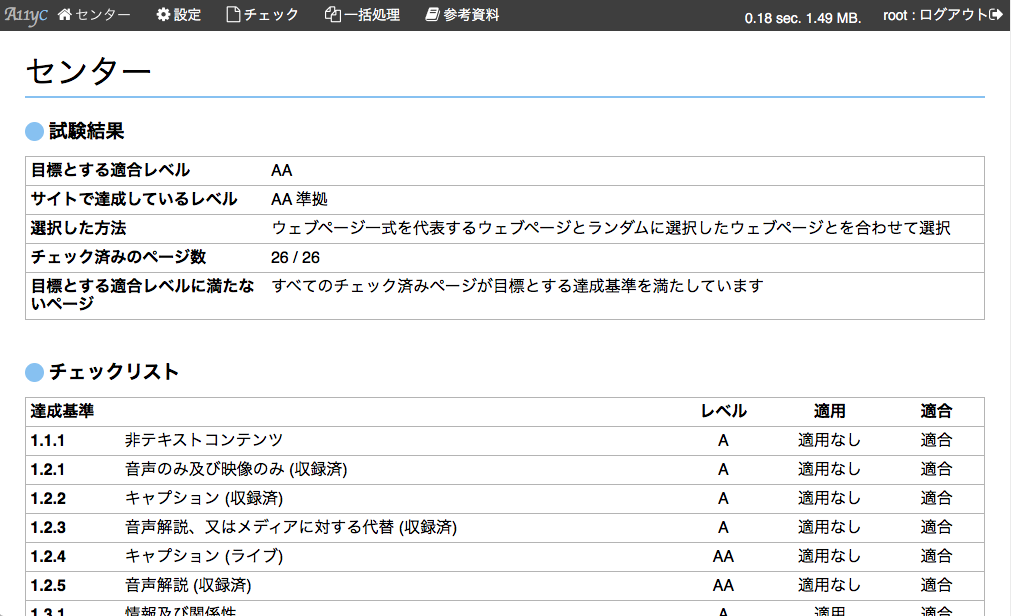 A11yc センター 設定 チェック 一括処理 参考資料 0.18 sec. 1.49 MB. root : ログアウト
センター
試験結果
目標とする適合レベル AA
サイトで達成しているレベル AA 準拠
選択した方法 ウェブページ一式を代表するウェブページとランダムに選択したウェブページとを合わせて選択
チェック済みのページ数 26 / 26
目標とする適合レベルに満たな すべてのチェック済みページが目標とする達成基準を満たしています
いページ
チェックリスト
達成基準 レベル 適用 適合
1.1.1 非テキストコンテンツ A 適用なし 適合
1.2.1 音声のみ及び映像のみ (収録済) A 適用なし 適合
1.2.2 キャプション (収録済) A 適用なし 適合
1.2.3 音声解説、又はメディアに対する代替 (収録済) A 適用なし 適合
1.2.4 キャプション (ライブ) AA 適用なし 適合
1.2.5 音声解説 (収録済) AA 適用なし 適合
1.3.1 情報及び関係性 A 適用 適合